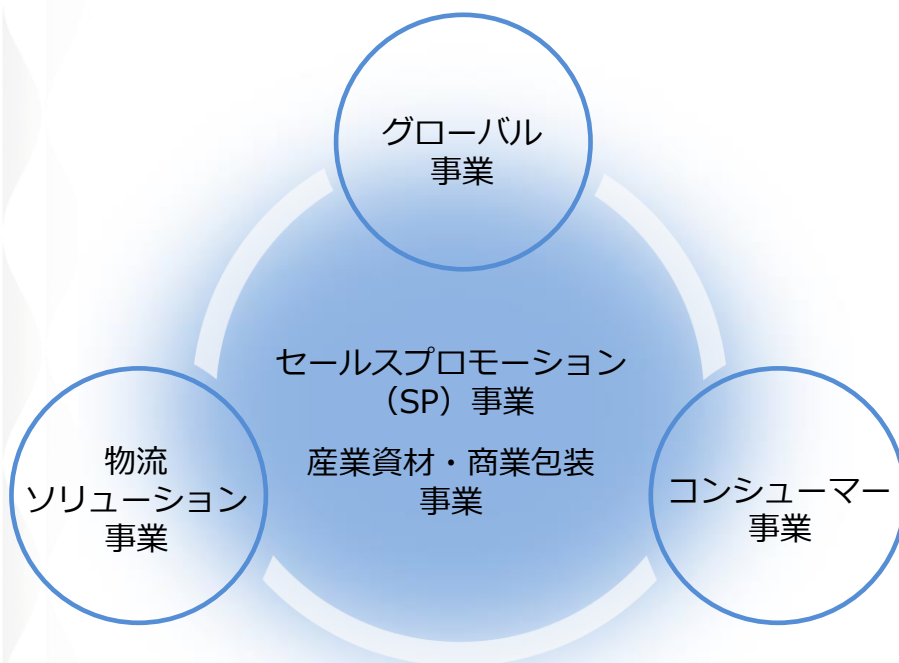 グローバル
事業
セールスプロモーション
（SP）事業
産業資材・商業包装
事業
物流
ソリューション
事業
コンシューマー
事業